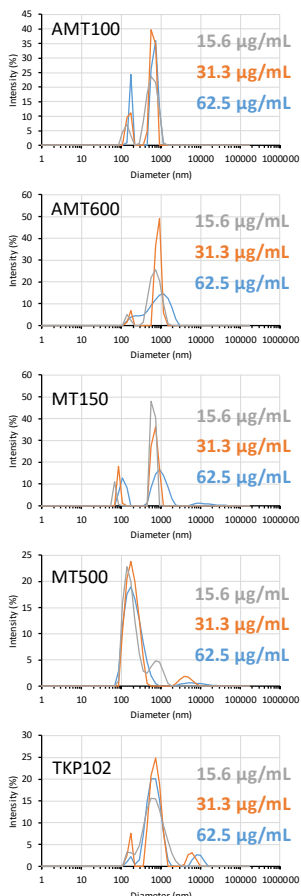 AMT100
15.6 µg/mL
31.3 µg/mL
62.5 µg/mL
Intensity (%)
45
40
35
30
25
20
15
10
5
0
1 10 100 1000 10000 100000 1000000
Diameter (nm)
AMT600
15.6 µg/mL
31.3 µg/mL
62.5 µg/mL
Intensity (%)
60
50
40
30
20
10
0
1 10 100 1000 10000 100000 1000000
Diameter (nm)
MT150
15.6 µg/mL
31.3 µg/mL
62.5 µg/mL
Intensity (%)
60
50
40
30
20
10
0
1 10 100 1000 10000 100000 1000000
Diameter (nm)
MT500
15.6 µg/mL
31.3 µg/mL
62.5 µg/mL
Intensity (%)
25
20
15
10
5
0
1 10 100 1000 10000 100000 1000000
Diameter (nm)
TKP102
15.6 µg/mL
31.3 µg/mL
62.5 µg/mL
Intensity (%)
30
25
20
15
10
5
0
1 10 100 1000 10000 100000 1000000
Diameter (nm)